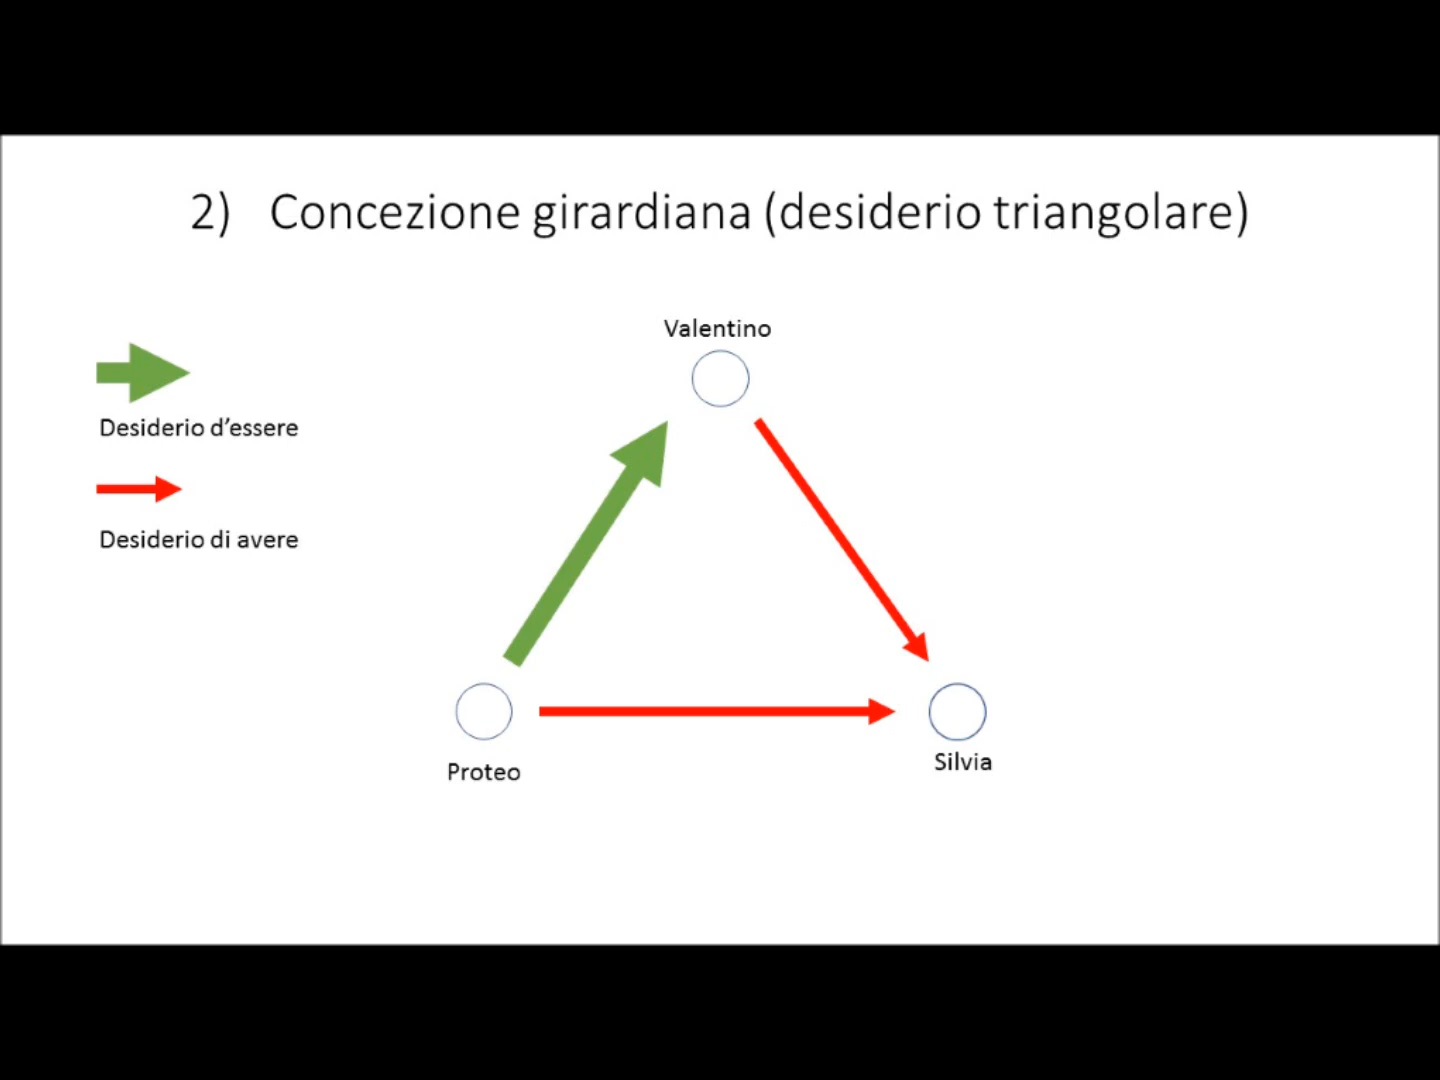 2) Concezione girardiana (desiderio triangolare)
Valentino
Desiderio d’essere
Desiderio di avere
Proteo
Silvia